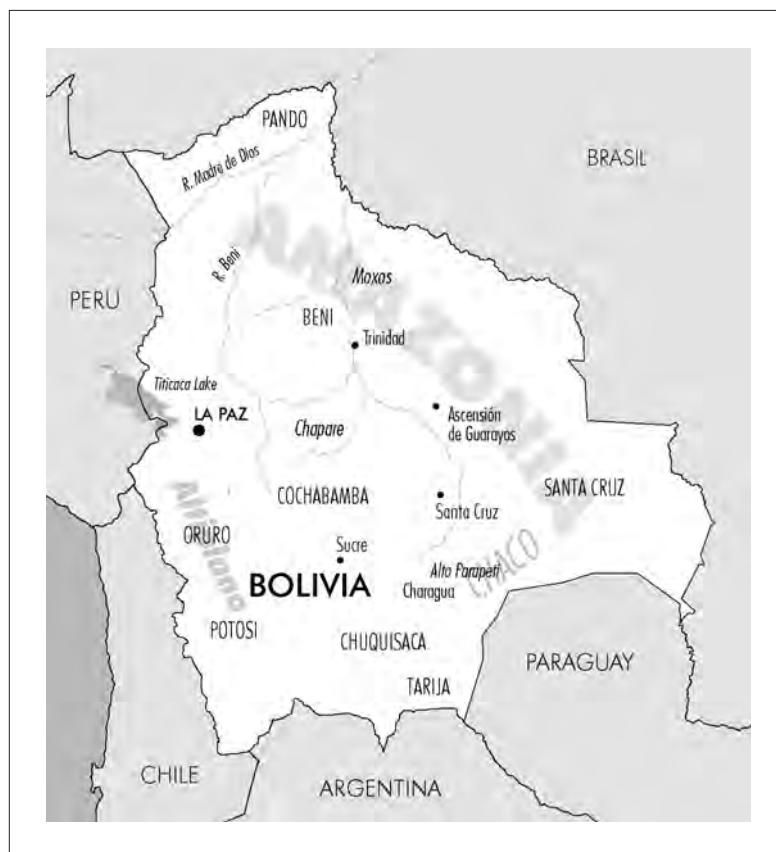 PANDO
R. Madre de Dios
BRASIL
AMAZONIA
R. Beni
Moxos
PERU
BENI
Trinidad
Titicaca Lake
LA PAZ
Chapare
Ascensión
de Guarayos
COCHABAMBA
SANTA CRUZ
Santa Cruz
Altiplano
ORURO
Sucre
CHACO
BOLIVIA
Alto Parapetí
Charagua
POTOSI
CHUQUISACA
PARAGUAY
TARIJA
CHILE
ARGENTINA